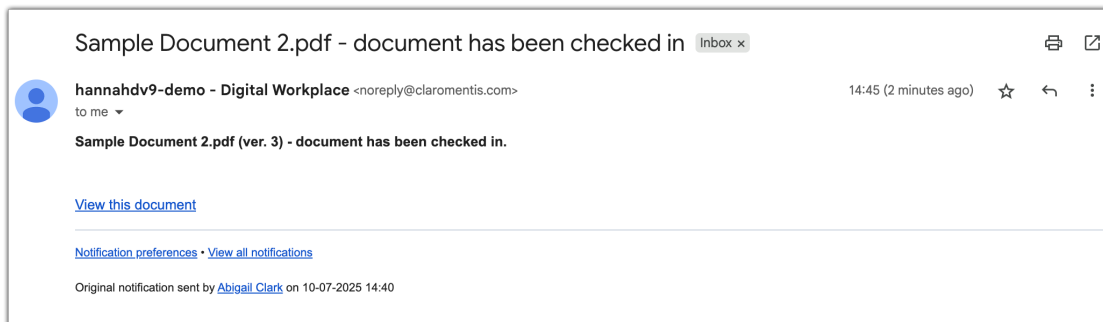 Sample Document 2.pdf - document has been checked in Inbox x
hannahdv9-demo - Digital Workplace <noreply@claromentis.com> 14:45 (2 minutes ago)
to me
Sample Document 2.pdf (ver. 3) - document has been checked in.
View this document
Notification preferences • View all notifications
Original notification sent by Abigail Clark on 10-07-2025 14:40